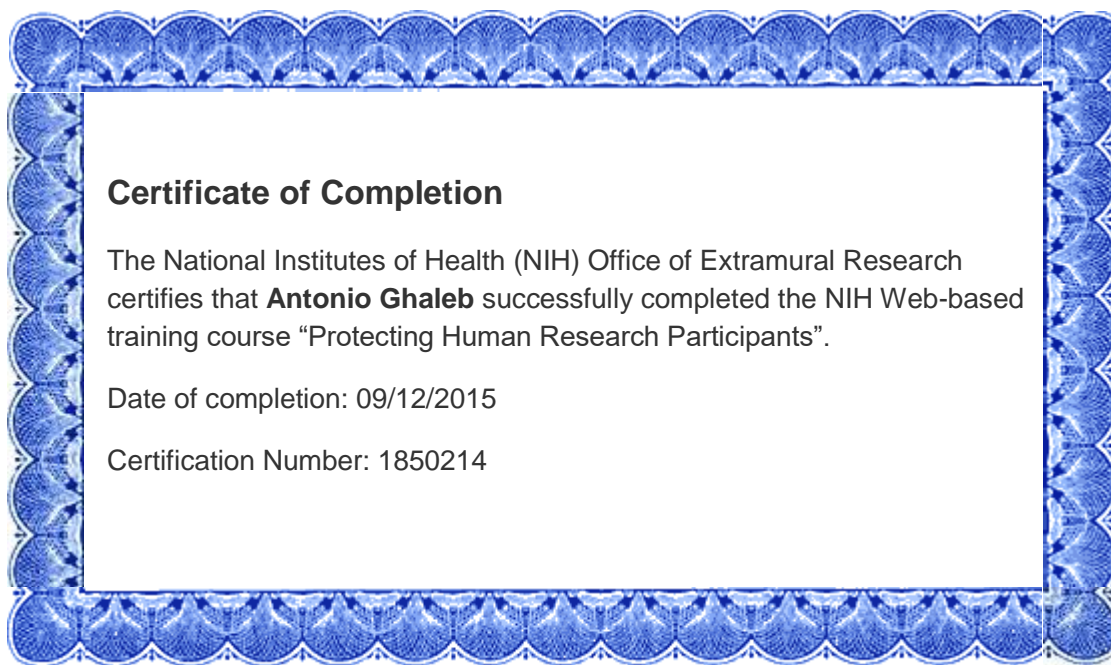 Certificate of Completion
The National Institutes of Health (NIH) Office of Extramural Research
certifies that Antonio Ghaleb successfully completed the NIH Web-based
training course “Protecting Human Research Participants”.
Date of completion: 09/12/2015
Certification Number: 1850214